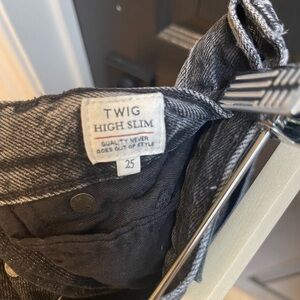 TWIG
HIGH SLIM
QUALITY NEVER
GOES OUT OF STYLE
25